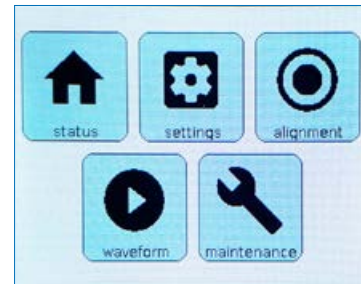 status
settings
alignment
waveform
maintenance